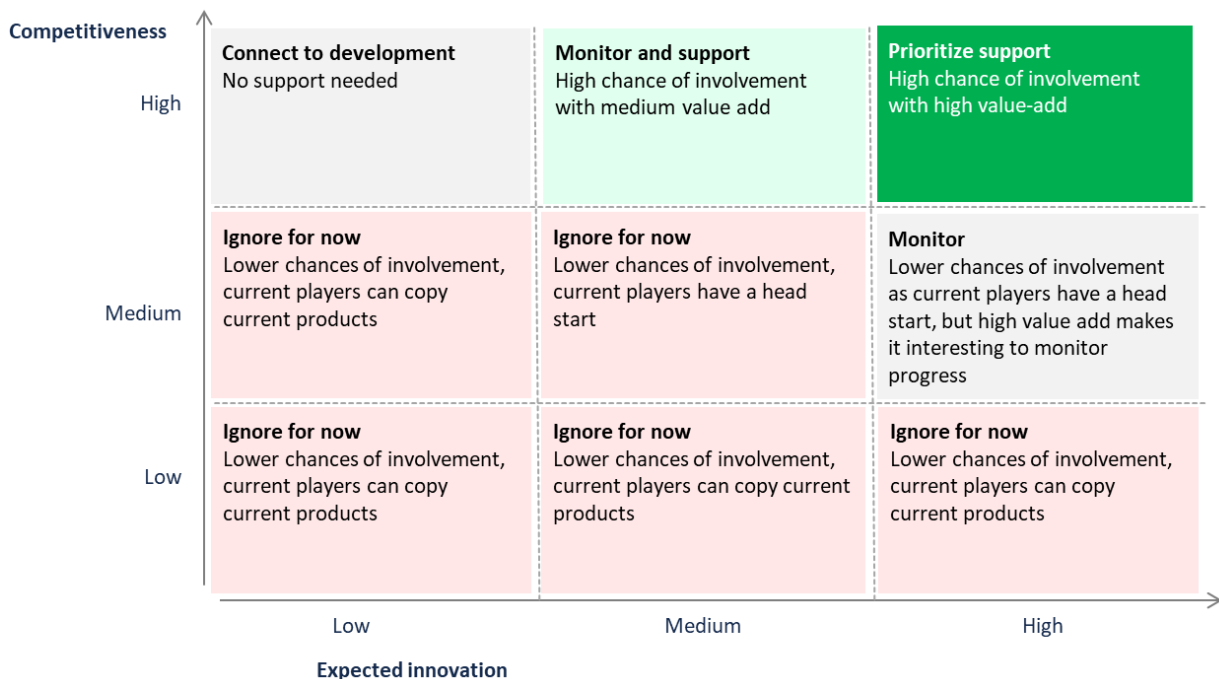 Competitiveness
High
Connect to development
No support needed
Monitor and support
High chance of involvement
with medium value add
Prioritize support
High chance of involvement
with high value-add
Medium
Ignore for now
Lower chances of involvement,
current players can copy
current products
Ignore for now
Lower chances of involvement,
current players have a head
start
Monitor
Lower chances of involvement
as current players have a head
start, but high value add makes
it interesting to monitor
progress
Low
Ignore for now
Lower chances of involvement,
current players can copy
current products
Ignore for now
Lower chances of involvement,
current players can copy current
products
Ignore for now
Lower chances of involvement,
current players can copy
current products
Low
Medium
High
Expected innovation